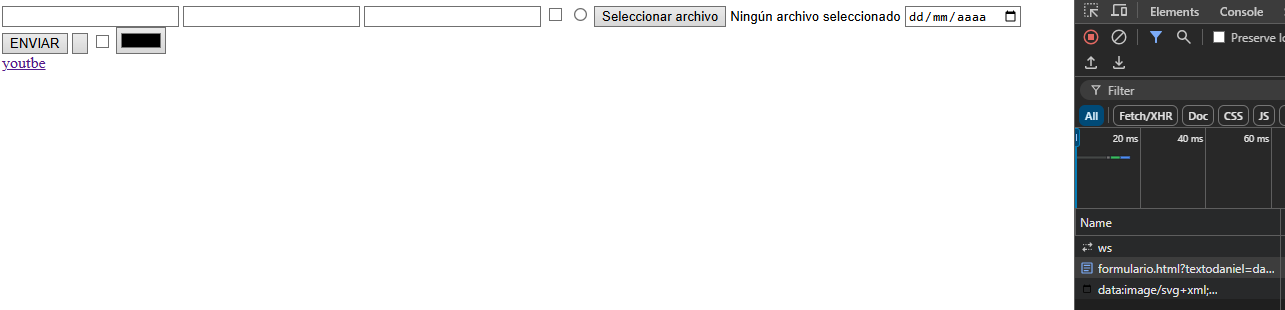 Seleccionar archivo Ningún archivo seleccionado dd/mm/aaaa
ENVIAR
youtbe
Elements Console
Preserve lo
Filter
All Fetch/XHR Doc CSS JS
20 ms 40 ms 60 ms
Name
ws
formulario.html?textodaniel=da...
data:image/svg+xml;...